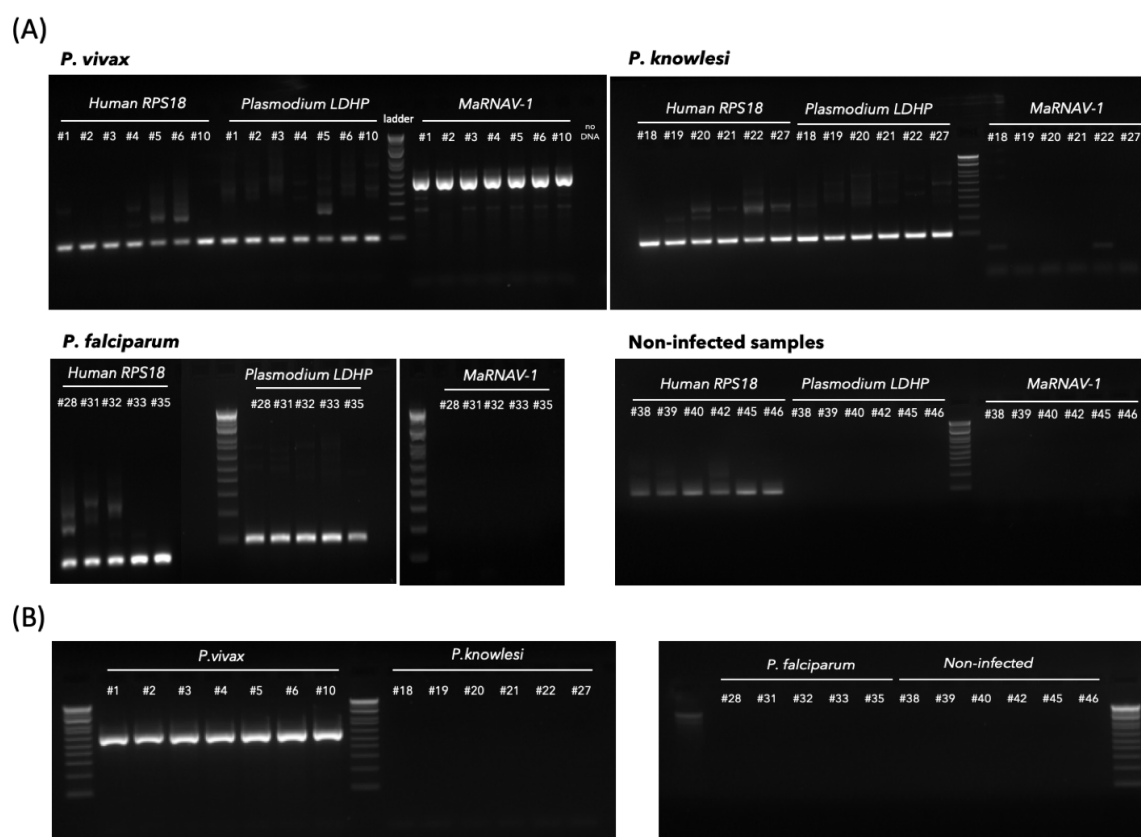 (A)
P. vivax
Human RPS18 Plasmodium LDHP MaRNAV-1
ladder
no
DNA
#1 #2 #3 #4 #5 #6 #10 #1 #2 #3 #4 #5 #6 #10 #1 #2 #3 #4 #5 #6 #10
P. knowlesi
Human RPS18 Plasmodium LDHP MaRNAV-1
#18 #19 #20 #21 #22 #27 #18 #19 #20 #21 #22 #27 #18 #19 #20 #21 #22 #27
P. falciparum
Human RPS18 Plasmodium LDHP MaRNAV-1
#28 #31 #32 #33 #35 #28 #31 #32 #33 #35 #28 #31 #32 #33 #35
Non-infected samples
Human RPS18 Plasmodium LDHP MaRNAV-1
#38 #39 #40 #42 #45 #46 #38 #39 #40 #42 #45 #46 #38 #39 #40 #42 #45 #46
(B)
P.vivax P.knowlesi
#1 #2 #3 #4 #5 #6 #10 #18 #19 #20 #21 #22 #27
P. falciparum Non-infected
#28 #31 #32 #33 #35 #38 #39 #40 #42 #45 #46